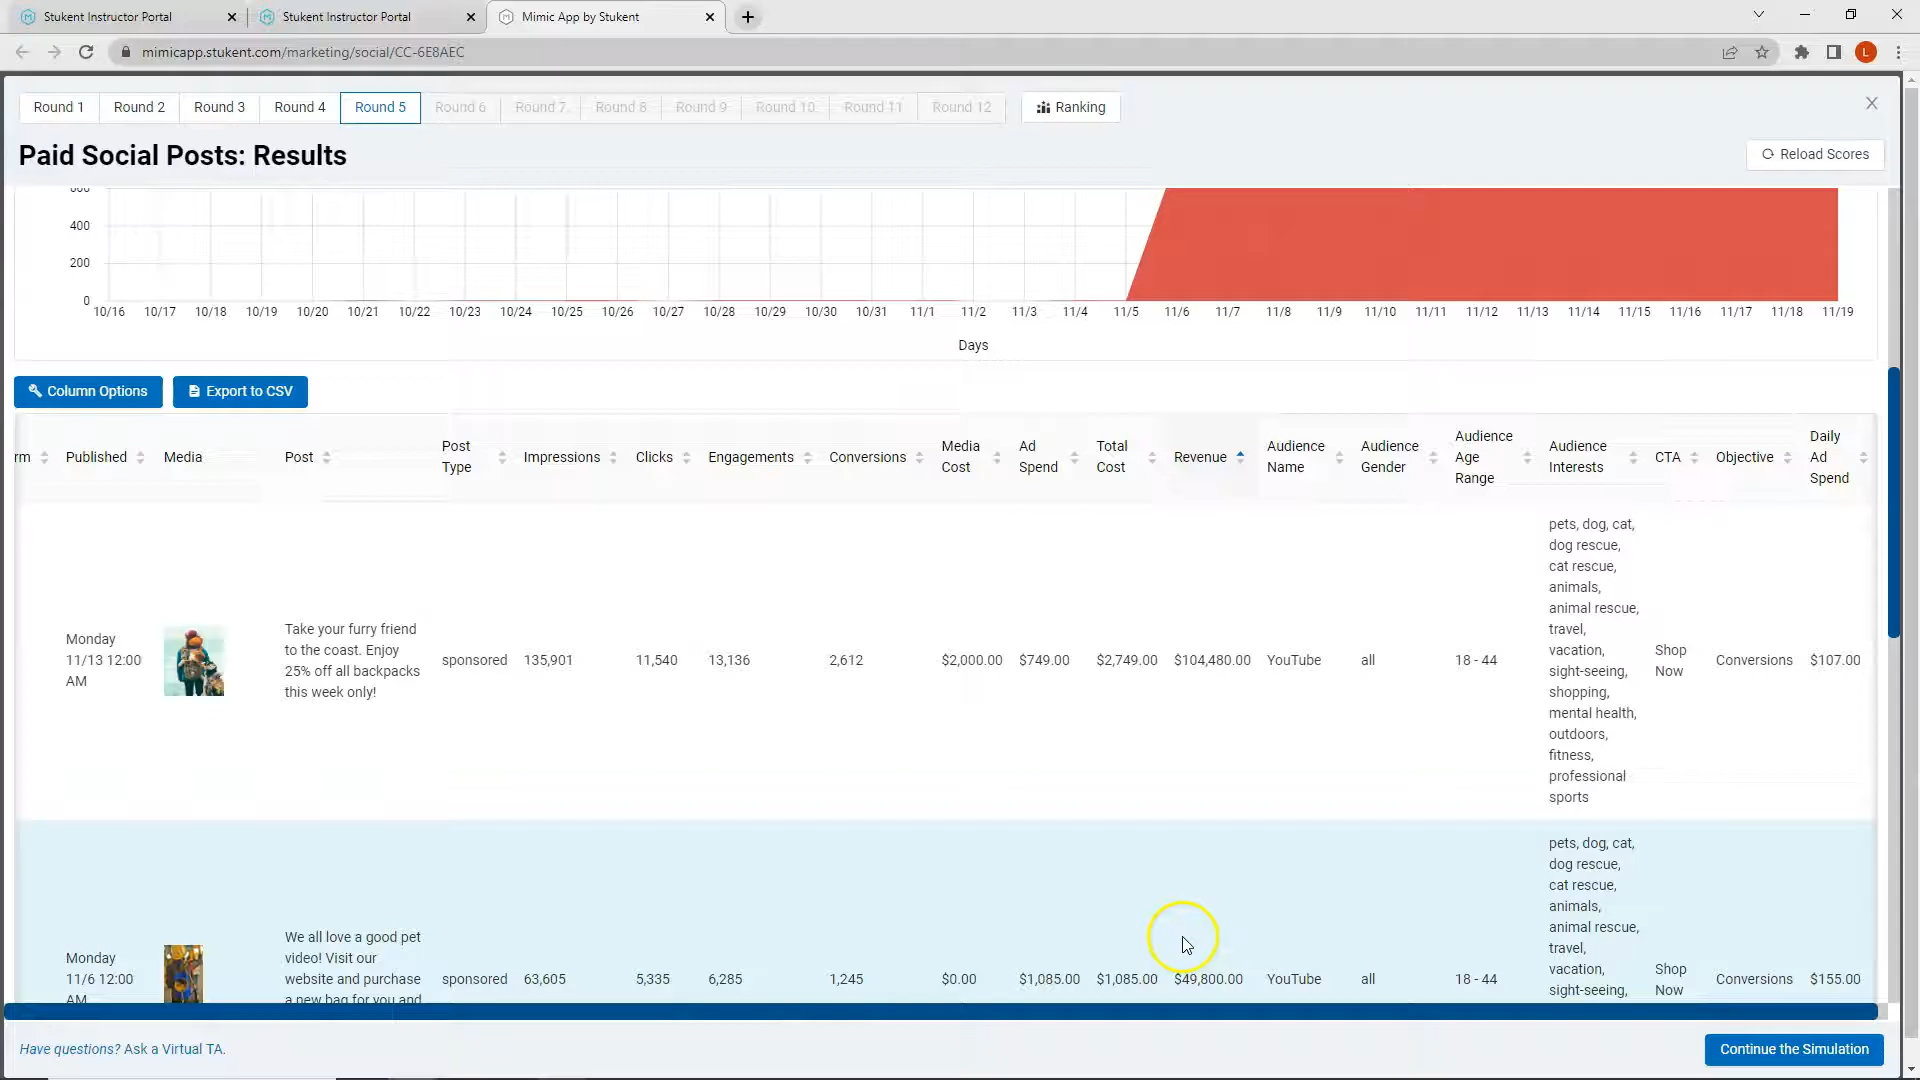 Stukent Instructor Portal
Stukent Instructor Portal
Mimic App by Stukent
mimicapp.stukent.com/marketing/social/CC-6E8AEC
L
Round 1
Round 2
Round 3
Round 4
Round 5
Round 6
Round 7
Round 8
Round 9
Round 10
Round 11
Round 12
Ranking
Paid Social Posts: Results
Reload Scores
600
400
200
0
10/16 10/17 10/18 10/19 10/20 10/21 10/22 10/23 10/24 10/25 10/26 10/27 10/28 10/29 10/30 10/31 11/1 11/2 11/3 11/4 11/5 11/6 11/7 11/8 11/9 11/10 11/11 11/12 11/13 11/14 11/15 11/16 11/17 11/18 11/19
Days
Column Options
Export to CSV
rm
Published
Media
Post
Post
Type
Impressions
Clicks
Engagements
Conversions
Media
Cost
Ad
Spend
Total
Cost
Revenue
Audience
Name
Audience
Gender
Audience
Age
Range
Audience
Interests
CTA
Objective
Daily
Ad
Spend
Monday
11/13 12:00
AM
Take your furry friend
to the coast. Enjoy
25% off all backpacks
this week only!
sponsored
135,901
11,540
13,136
2,612
$2,000.00
$749.00
$2,749.00
$104,480.00
YouTube
all
18 - 44
pets, dog, cat,
dog rescue,
cat rescue,
animals,
animal rescue,
travel,
vacation,
sight-seeing,
shopping,
mental health,
outdoors,
fitness,
professional
sports
Shop
Now
Conversions
$107.00
Monday
11/6 12:00
AM
We all love a good pet
video! Visit our
website and purchase
a new bag for you and
sponsored
63,605
5,335
6,285
1,245
$0.00
$1,085.00
$1,085.00
$49,800.00
YouTube
all
18 - 44
pets, dog, cat,
dog rescue,
cat rescue,
animals,
animal rescue,
travel,
vacation,
sight-seeing,
Shop
Now
Conversions
$155.00
Have questions? Ask a Virtual TA.
Continue the Simulation